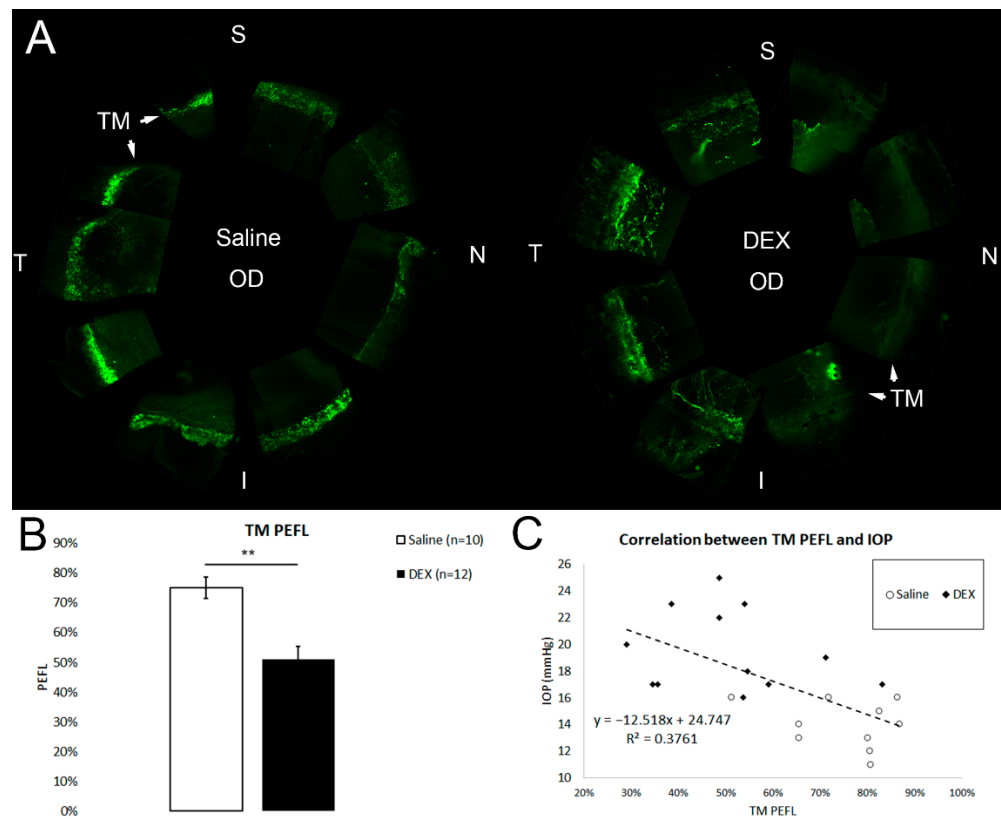 A
S
TM
T
Saline
OD
N
I
S
T
DEX
OD
N
TM
I
B
TM PEFL
90%
80%
70%
60%
50%
40%
30%
20%
10%
0%
PEFL
**
Saline (n=10)
DEX (n=12)
C
Correlation between TM PEFL and IOP
Saline
DEX
26
24
22
20
18
16
14
12
10
IOP (mmHg)
y = −12.518x + 24.747
R² = 0.3761
20%
30%
40%
50%
60%
70%
80%
90%
100%
TM PEFL